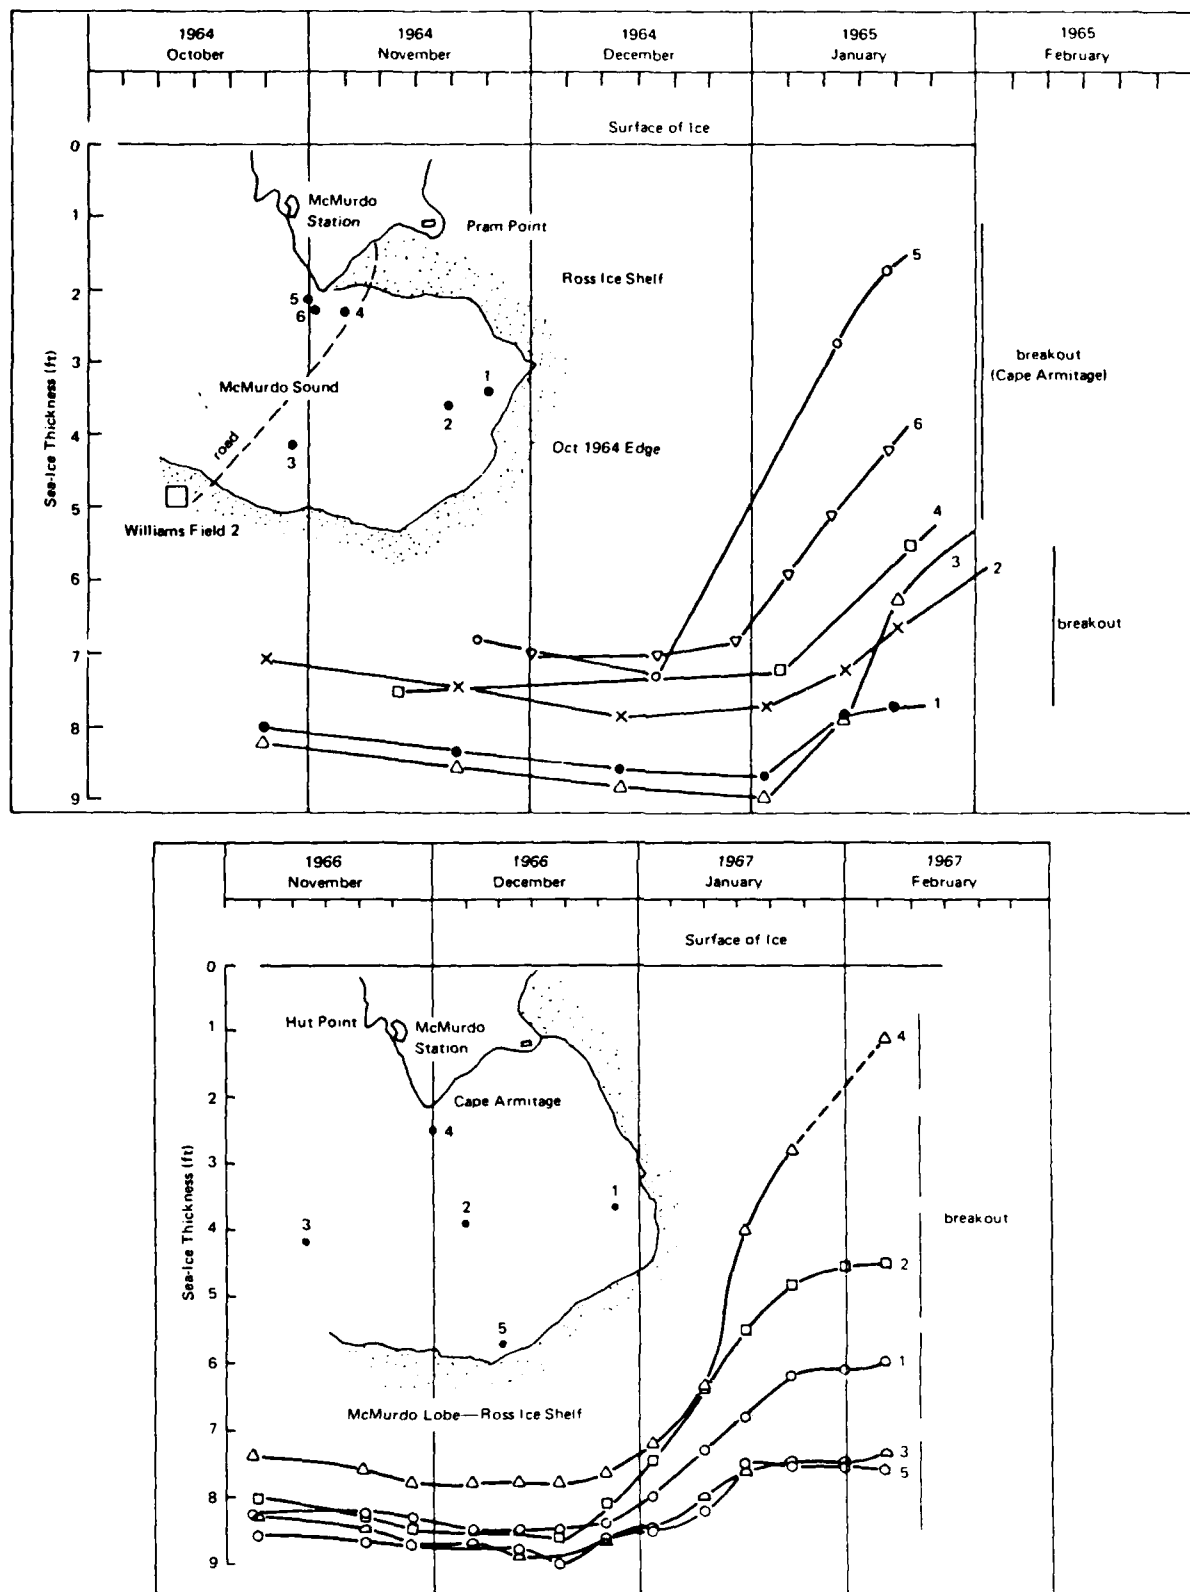 1964 October
1964 November
1964 December
1965 January
1965 February
Surface of Ice
Sea-Ice Thickness (ft)
0
1
2
3
4
5
6
7
8
9
McMurdo Station
Pram Point
Ross Ice Shelf
5
6
4
McMurdo Sound
1
2
3
road
Oct 1964 Edge
Williams Field 2
5
6
4
3
2
1
breakout (Cape Armitage)
breakout
1966 November
1966 December
1967 January
1967 February
Surface of Ice
Sea-Ice Thickness (ft)
0
1
2
3
4
5
6
7
8
9
Hut Point
McMurdo Station
Cape Armitage
4
1
2
3
5
McMurdo Lobe—Ross Ice Shelf
4
2
1
3
5
breakout